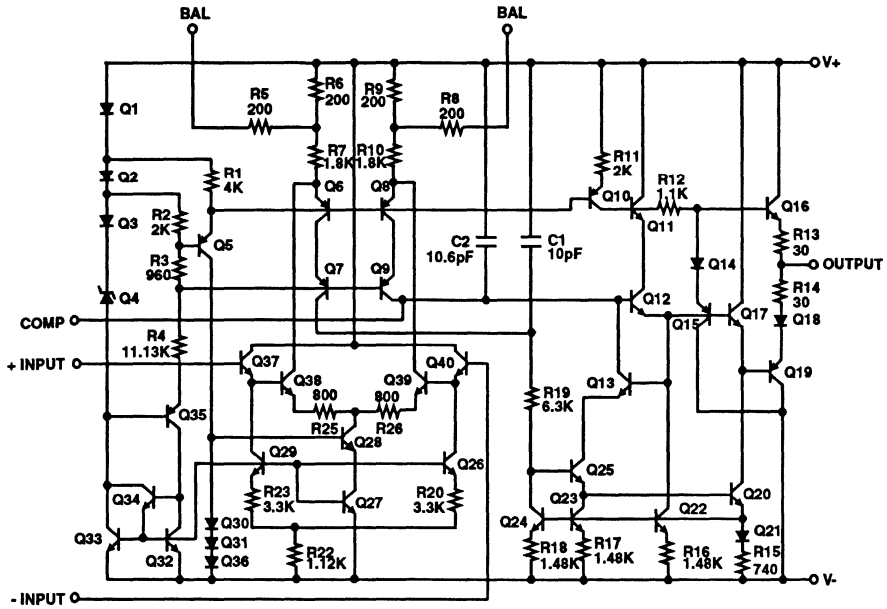 BAL
BAL
V+
R5
200
R6
200
R9
200
R8
200
Q1
R7
1.8K
R10
1.8K
R11
2K
Q2
R1
4K
Q6
Q8
Q10
R12
1.1K
Q16
R2
2K
Q3
Q5
Q11
R13
30
R3
960
C2
10.6pF
C1
10pF
Q14
OUTPUT
Q7
Q9
Q12
R14
30
Q4
Q15
Q17
Q18
COMP
R4
11.13K
+ INPUT
Q37
Q38
Q39
Q40
Q13
Q19
800
R25
800
R26
R19
6.3K
Q35
Q28
Q29
Q26
Q25
Q34
R23
3.3K
Q27
R20
3.3K
Q23
Q20
Q33
Q32
Q30
Q31
Q36
Q24
Q22
Q21
R22
1.12K
R18
1.48K
R17
1.48K
R16
1.48K
R15
740
V-
- INPUT